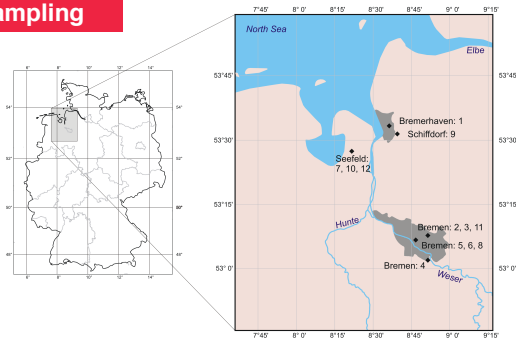 ampling
7°45' 8° 0' 8°15' 8°30' 8°45' 9° 0' 9°15'
North Sea
Elbe
53°45'
53°45'
Bremerhaven: 1
Schiffdorf: 9
53°30'
53°30'
Seefeld:
7, 10, 12
53°15'
53°15'
Hunte
Bremen: 2, 3, 11
Bremen: 5, 6, 8
Bremen: 4
Weser
53° 0'
53° 0'
7°45' 8° 0' 8°15' 8°30' 8°45' 9° 0' 9°15'